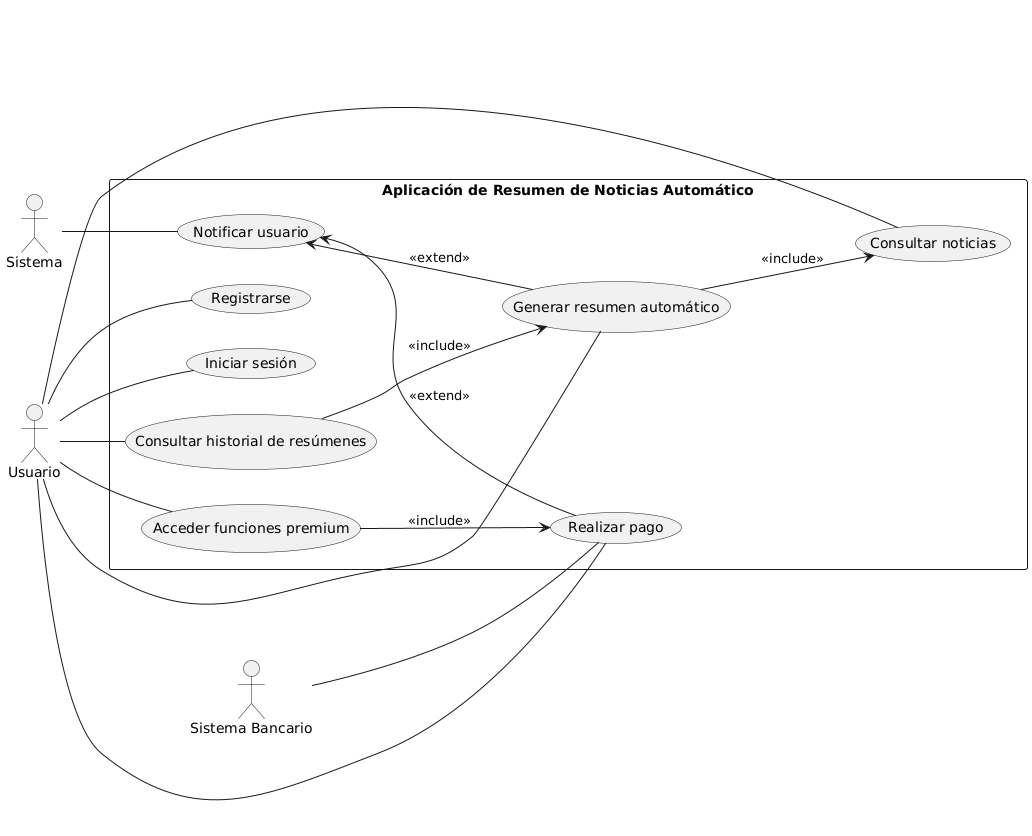 Aplicación de Resumen de Noticias Automático
Sistema
Notificar usuario
Consultar noticias
«extend»
«include»
Registrarse
Generar resumen automático
«include»
Iniciar sesión
«extend»
Usuario
Consultar historial de resúmenes
Acceder funciones premium
«include»
Realizar pago
Sistema Bancario